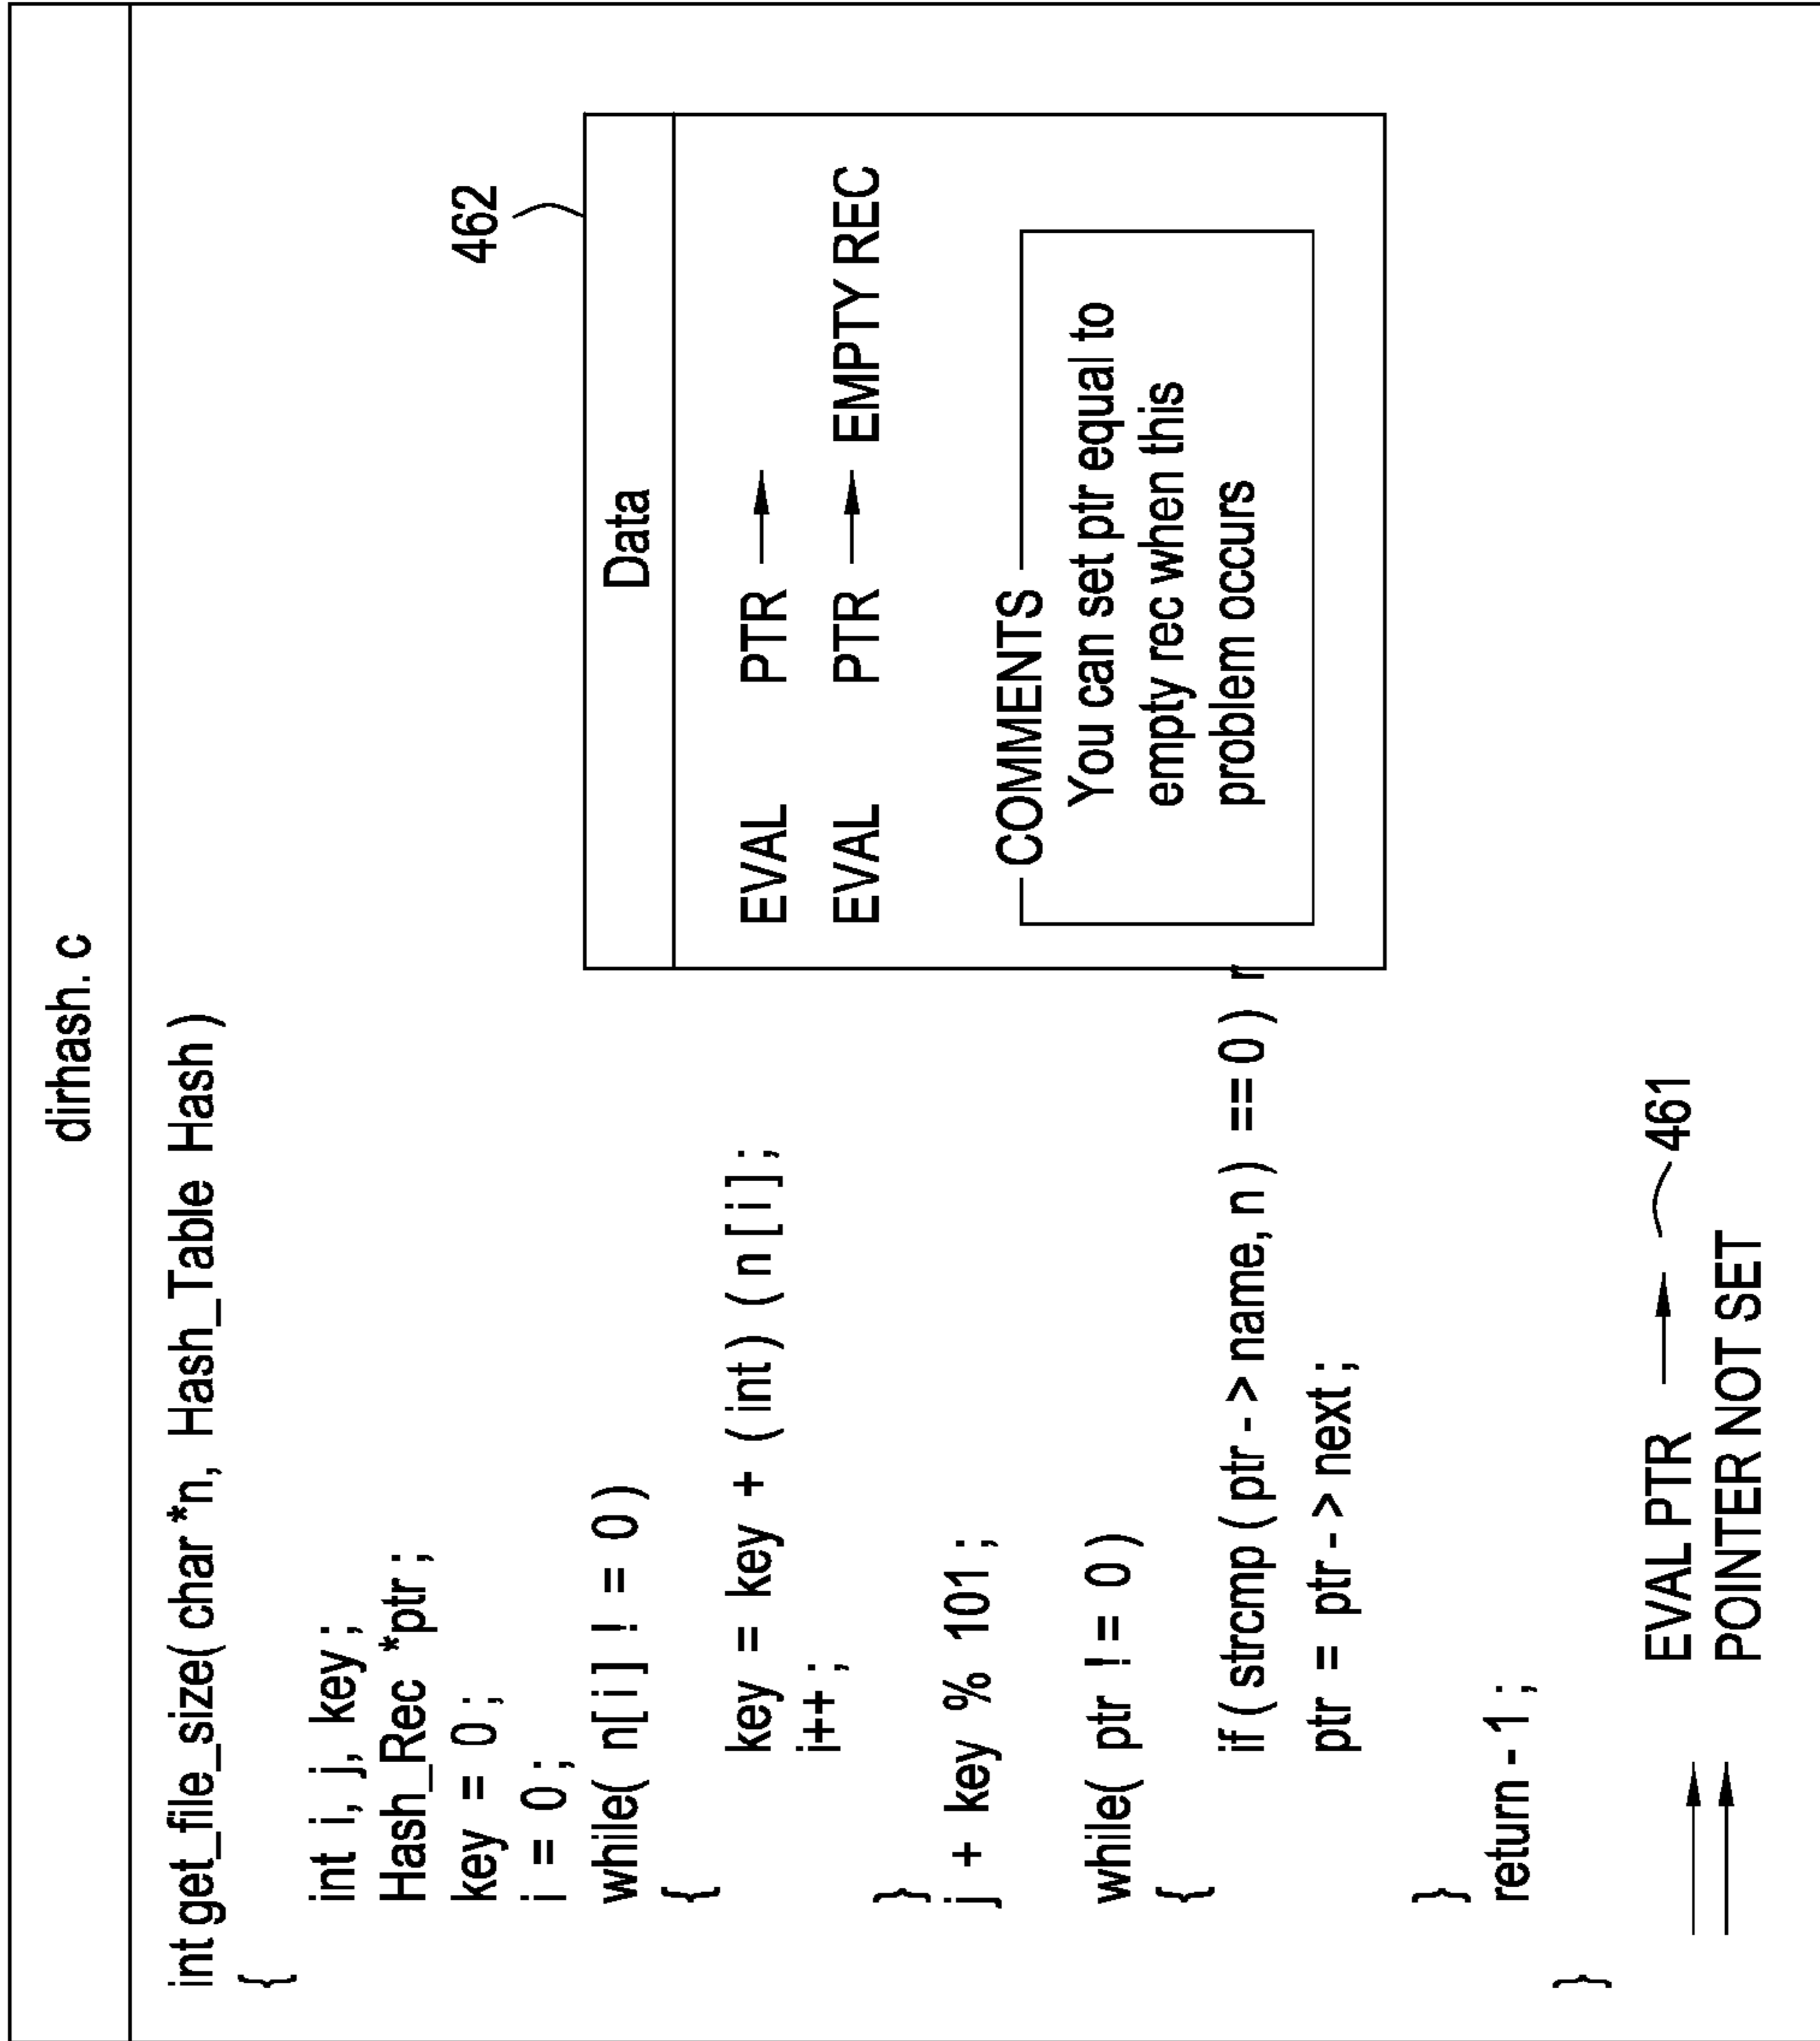 dirhash. c
int get_file_size( char *n, Hash_Table Hash )
{
int i, j, key;
Hash_Rec *ptr ;
key = 0 ;
i = 0 ;
while( n[ i ] ! = 0 )
{
key = key + ( int ) ( n [ i ] ;
i++ ;
}
j + key % 101 ;
while( ptr ! = 0 )
{
if ( strcmp ( ptr - > name, n ) == 0 ) r
ptr = ptr - > next ;
}
return - 1 ;
}
462
Data
EVAL PTR →
EVAL PTR → EMPTY REC
COMMENTS
You can set ptr equal to
empty rec when this
problem occurs
EVAL PTR → 461
POINTER NOT SET